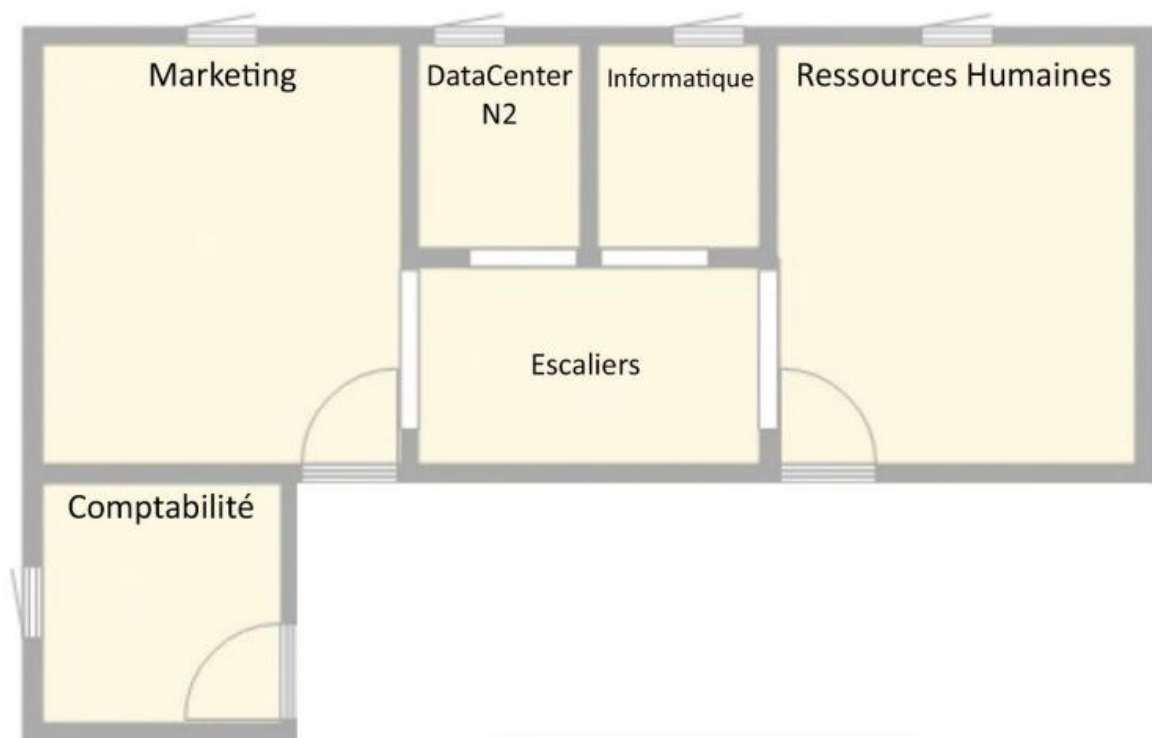 Marketing
DataCenter
N2
Informatique
Ressources Humaines
Escaliers
Comptabilité